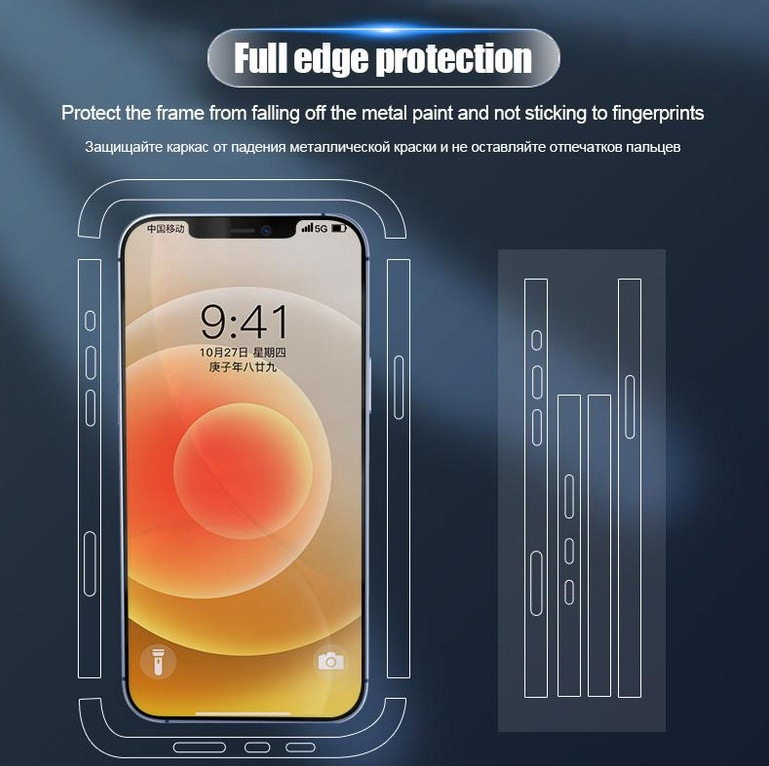 Full edge protection
Protect the frame from falling off the metal paint and not sticking to fingerprints
Защищайте каркас от падения металлической краски и не оставляйте отпечатков пальцев
中国移动 5G
9:41
10月27日 星期四
庚子年八廿九